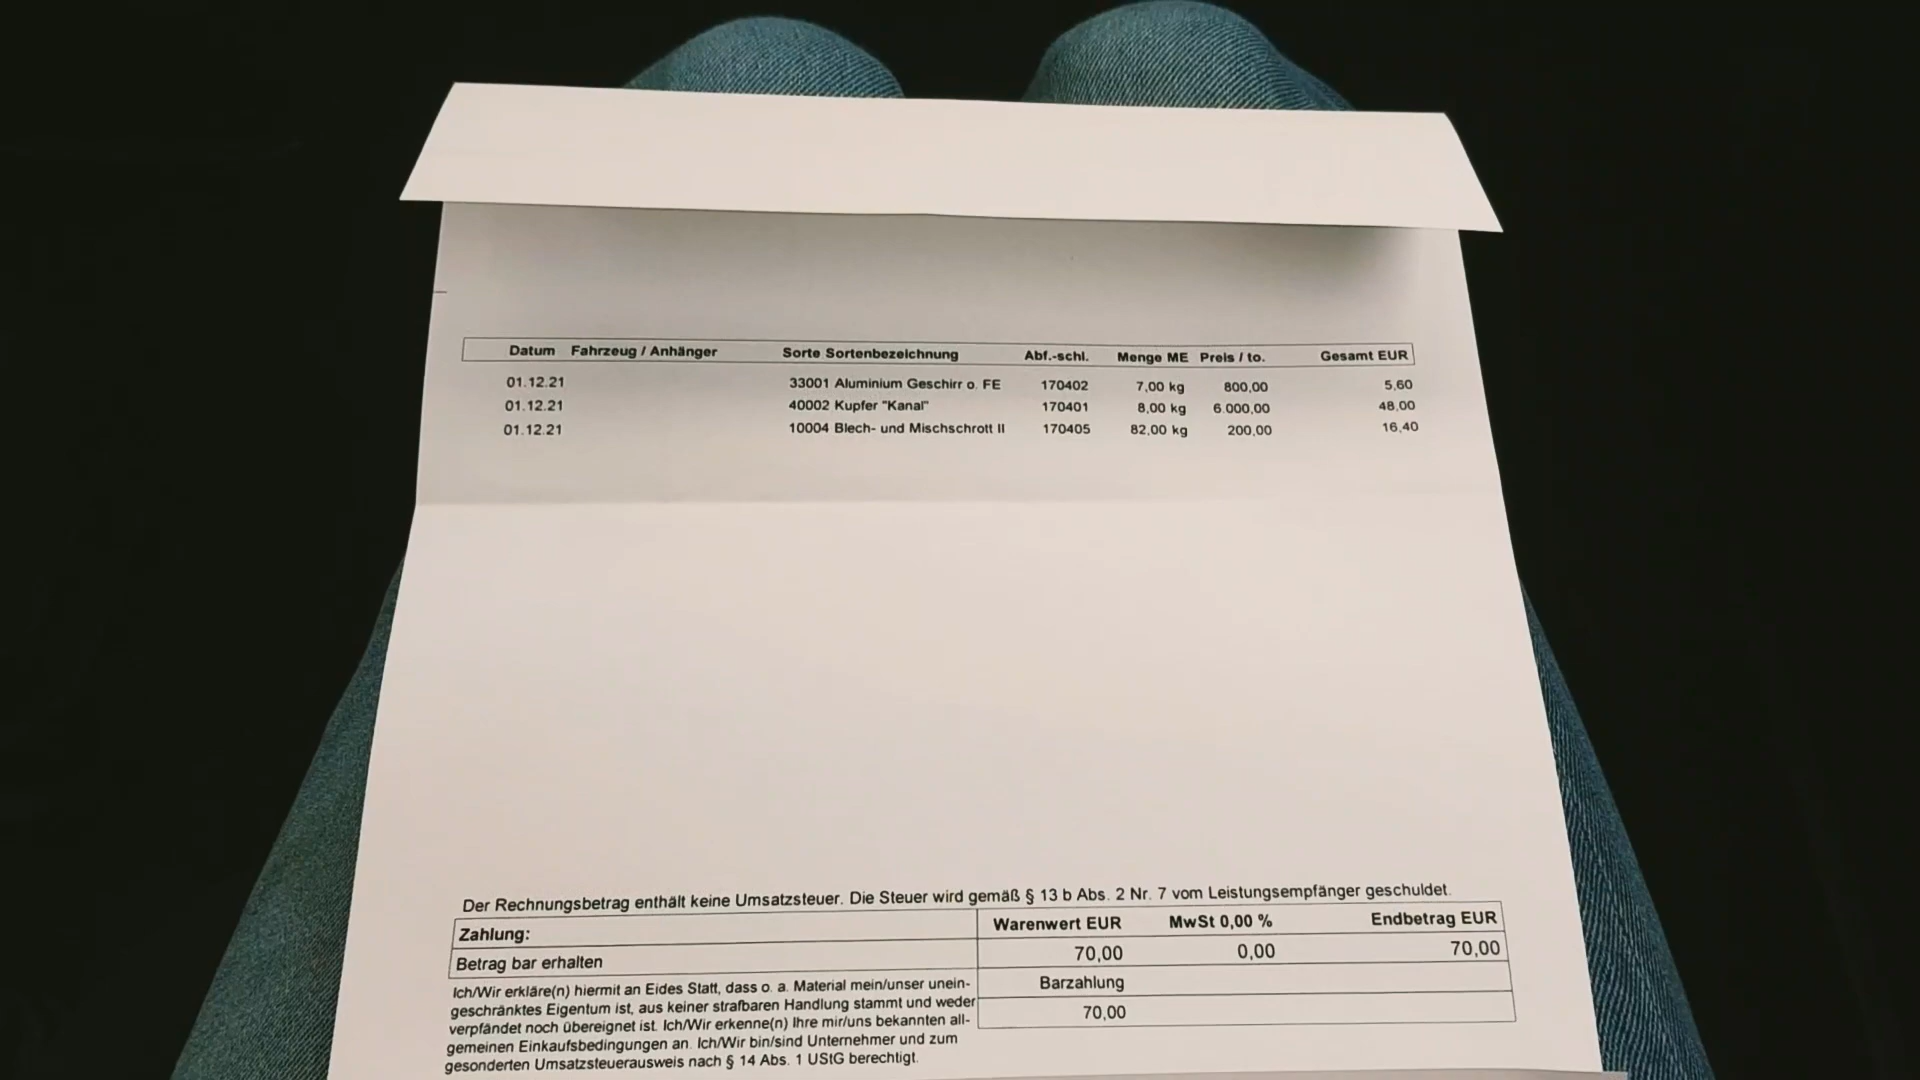 Datum Fahrzeug / Anhänger Sorte Sortenbezeichnung Abf.-schl. Menge ME Preis / to. Gesamt EUR
01.12.21 33001 Aluminium Geschirr o. FE 170402 7,00 kg 800,00 5,60
01.12.21 40002 Kupfer "Kanal" 170401 8,00 kg 6.000,00 48,00
01.12.21 10004 Blech- und Mischschrott II 170405 82,00 kg 200,00 16,40
Der Rechnungsbetrag enthält keine Umsatzsteuer. Die Steuer wird gemäß § 13 b Abs. 2 Nr. 7 vom Leistungsempfänger geschuldet.
Zahlung: Warenwert EUR MwSt 0,00 % Endbetrag EUR
Betrag bar erhalten 70,00 0,00 70,00
Barzahlung
70,00
Ich/Wir erkläre(n) hiermit an Eides Statt, dass o. a. Material mein/unser unein-
geschränktes Eigentum ist, aus keiner strafbaren Handlung stammt und weder
verpfändet noch übereignet ist. Ich/Wir erkenne(n) Ihre mir/uns bekannten all-
gemeinen Einkaufsbedingungen an. Ich/Wir bin/sind Unternehmer und zum
gesonderten Umsatzsteuerausweis nach § 14 Abs. 1 UStG berechtigt.